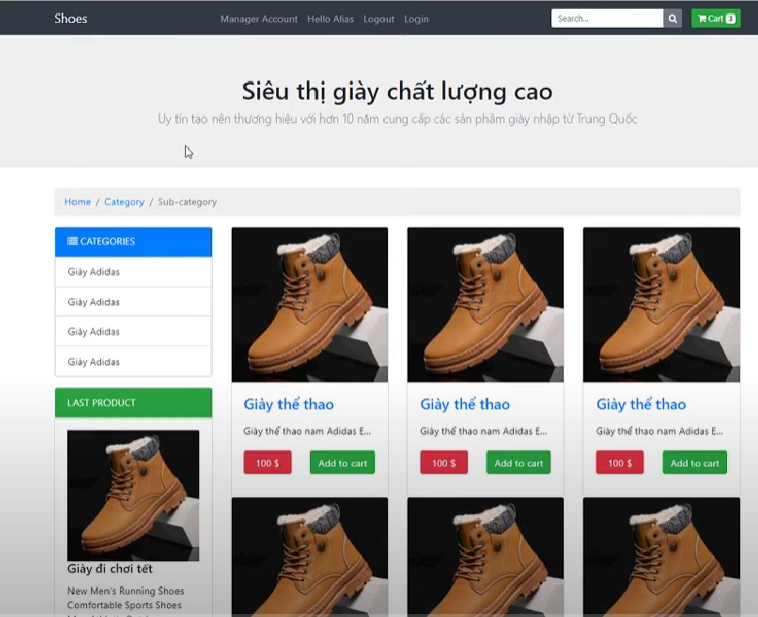 Shoes
Manager Account Hello Alias Logout Login
Search...
Cart 3
Siêu thị giày chất lượng cao
Uy tín tạo nên thương hiệu với hơn 10 năm cung cấp các sản phẩm giày nhập từ Trung Quốc
Home / Category / Sub-category
CATEGORIES
Giày Adidas
Giày Adidas
Giày Adidas
Giày Adidas
LAST PRODUCT
Giày đi chơi tết
New Men's Running Shoes
Comfortable Sports Shoes
Giày thể thao
Giày thể thao nam Adidas E...
100 $
Add to cart
Giày thể thao
Giày thể thao nam Adidas E...
100 $
Add to cart
Giày thể thao
Giày thể thao nam Adidas E...
100 $
Add to cart